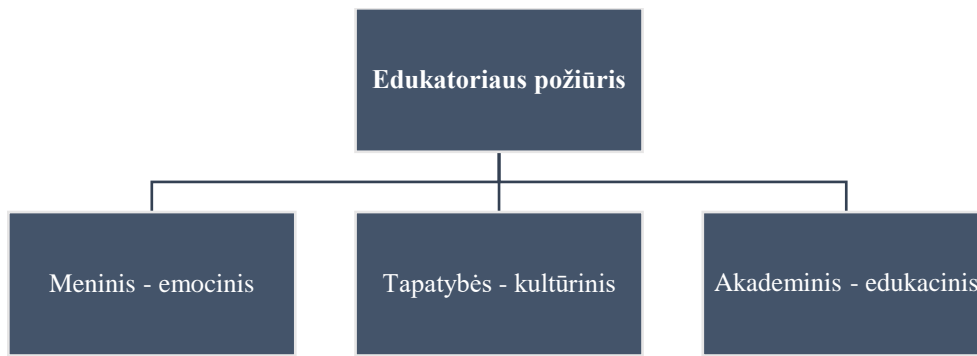 Edukatoriaus požiūris
Meninis - emocinis
Tapatybės - kultūrinis
Akademinis - edukacinis